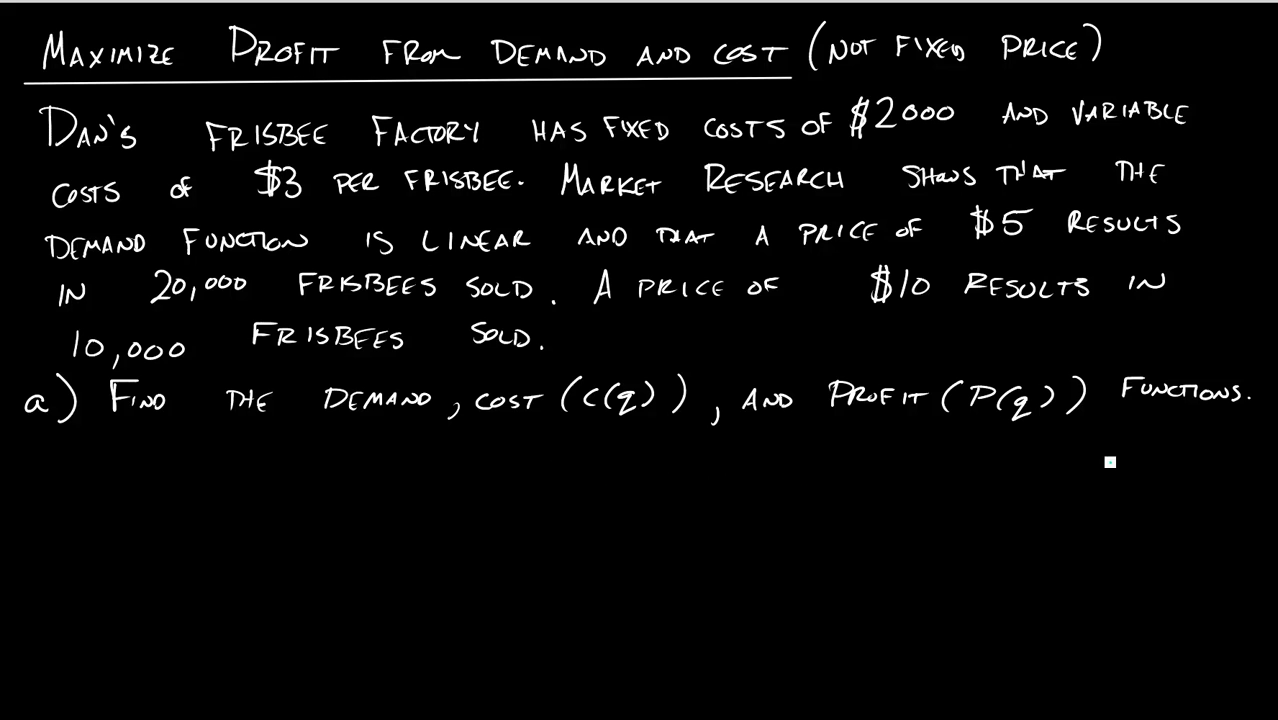 MAXIMIZE PROFIT FROM DEMAND AND COST (NOT FIXED PRICE)
DAN'S FRISBEE FACTORY HAS FIXED COSTS OF $2000 AND VARIABLE
COSTS OF $3 PER FRISBEE. MARKET RESEARCH SHOWS THAT THE
DEMAND FUNCTION IS LINEAR AND THAT A PRICE OF $5 RESULTS
IN 20,000 FRISBEES SOLD. A PRICE OF $10 RESULTS IN
10,000 FRISBEES SOLD.
a) FIND THE DEMAND, COST (C(q)), AND PROFIT (P(q)) FUNCTIONS.